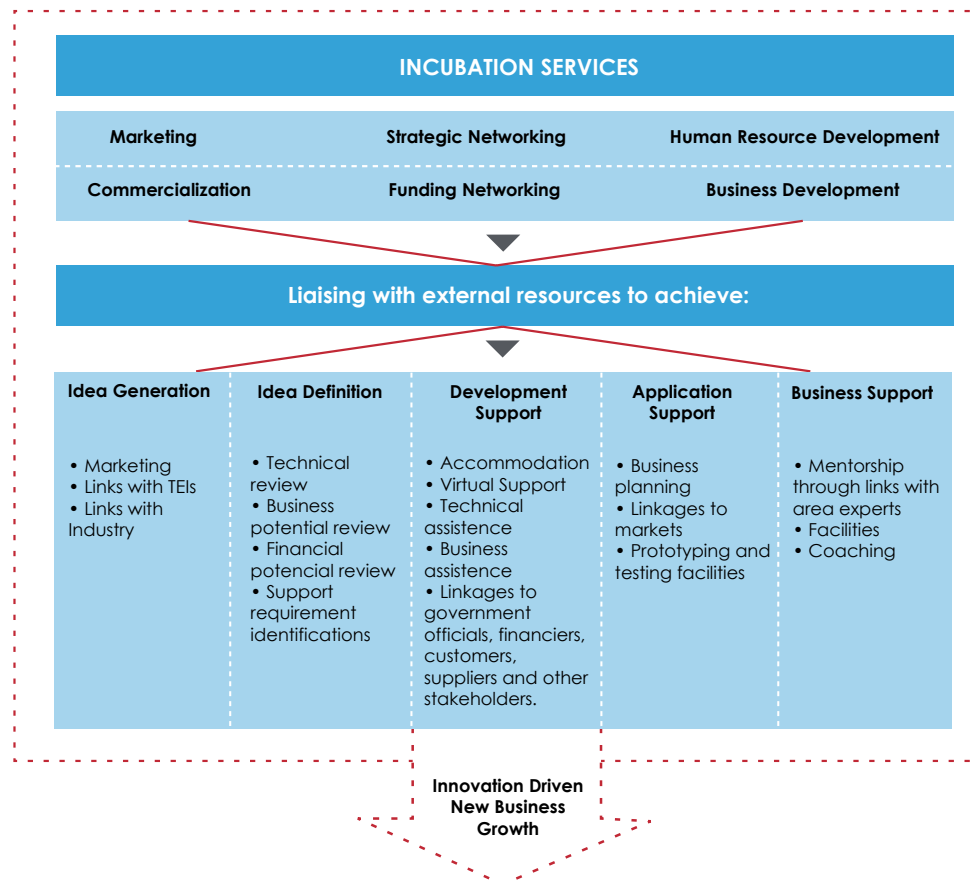 INCUBATION SERVICES
Marketing
Strategic Networking
Human Resource Development
Commercialization
Funding Networking
Business Development
Liaising with external resources to achieve:
Idea Generation
• Marketing
• Links with TEIs
• Links with
Industry
Idea Definition
• Technical
review
• Business
potential review
• Financial
potencial review
• Support
requirement
identifications
Development
Support
• Accommodation
• Virtual Support
• Technical
assistence
• Business
assistence
• Linkages to
government
officials, financiers,
customers,
suppliers and other
stakeholders.
Application
Support
• Business
planning
• Linkages to
markets
• Prototyping and
testing facilities
Business Support
• Mentorship
through links with
area experts
• Facilities
• Coaching
Innovation Driven
New Business
Growth